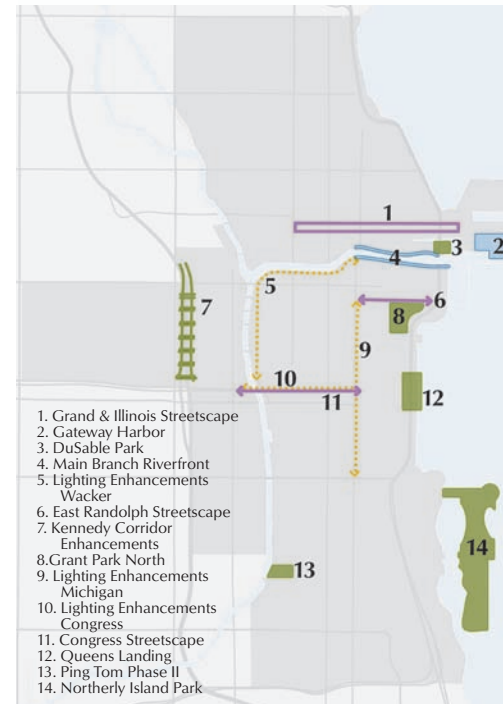 1
2
3
4
5
6
7
8
9
10
11
12
13
14
1. Grand & Illinois Streetscape
2. Gateway Harbor
3. DuSable Park
4. Main Branch Riverfront
5. Lighting Enhancements
Wacker
6. East Randolph Streetscape
7. Kennedy Corridor
Enhancements
8.Grant Park North
9. Lighting Enhancements
Michigan
10. Lighting Enhancements
Congress
11. Congress Streetscape
12. Queens Landing
13. Ping Tom Phase II
14. Northerly Island Park